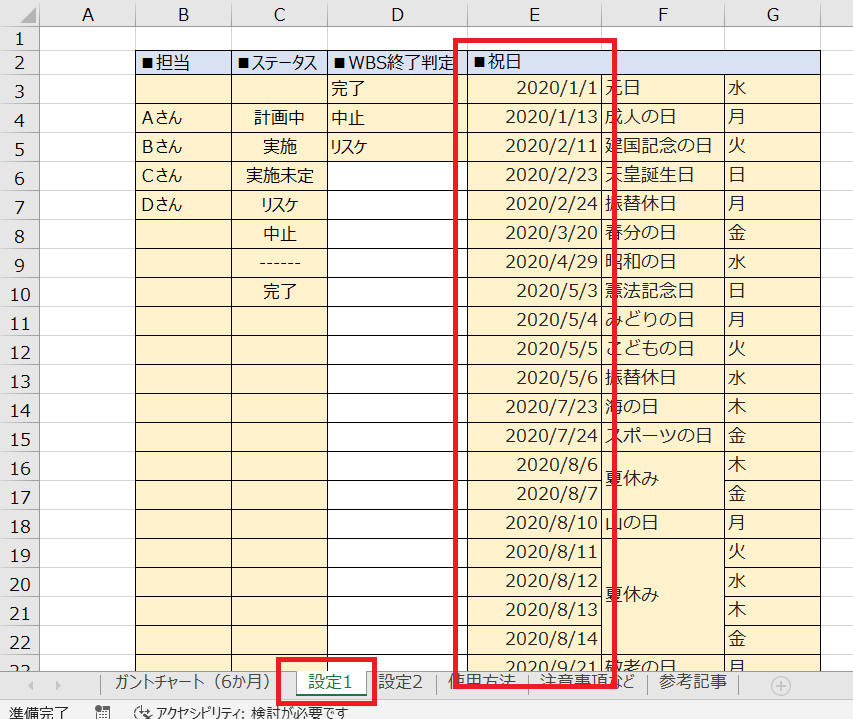 A B C D E F G
1
2 ■担当 ■ステータス ■WBS終了判定 ■祝日
3 完了 2020/1/1 元日 水
4 Aさん 計画中 中止 2020/1/13 成人の日 月
5 Bさん 実施 リスケ 2020/2/11 建国記念の日 火
6 Cさん 実施未定 2020/2/23 天皇誕生日 日
7 Dさん リスケ 2020/2/24 振替休日 月
8 中止 2020/3/20 春分の日 金
9 ------ 2020/4/29 昭和の日 水
10 完了 2020/5/3 憲法記念日 日
11 2020/5/4 みどりの日 月
12 2020/5/5 こどもの日 火
13 2020/5/6 振替休日 水
14 2020/7/23 海の日 木
15 2020/7/24 スポーツの日 金
16 2020/8/6 夏休み 木
17 2020/8/7 金
18 2020/8/10 山の日 月
19 2020/8/11 火
20 2020/8/12 夏休み 水
21 2020/8/13 木
22 2020/8/14 金
23 2020/9/21 敬老の日 月
ガントチャート（6か月） 設定1 設定2 使用方法 注意事項など 参考記事
準備完了 アクセシビリティ: 検討が必要です